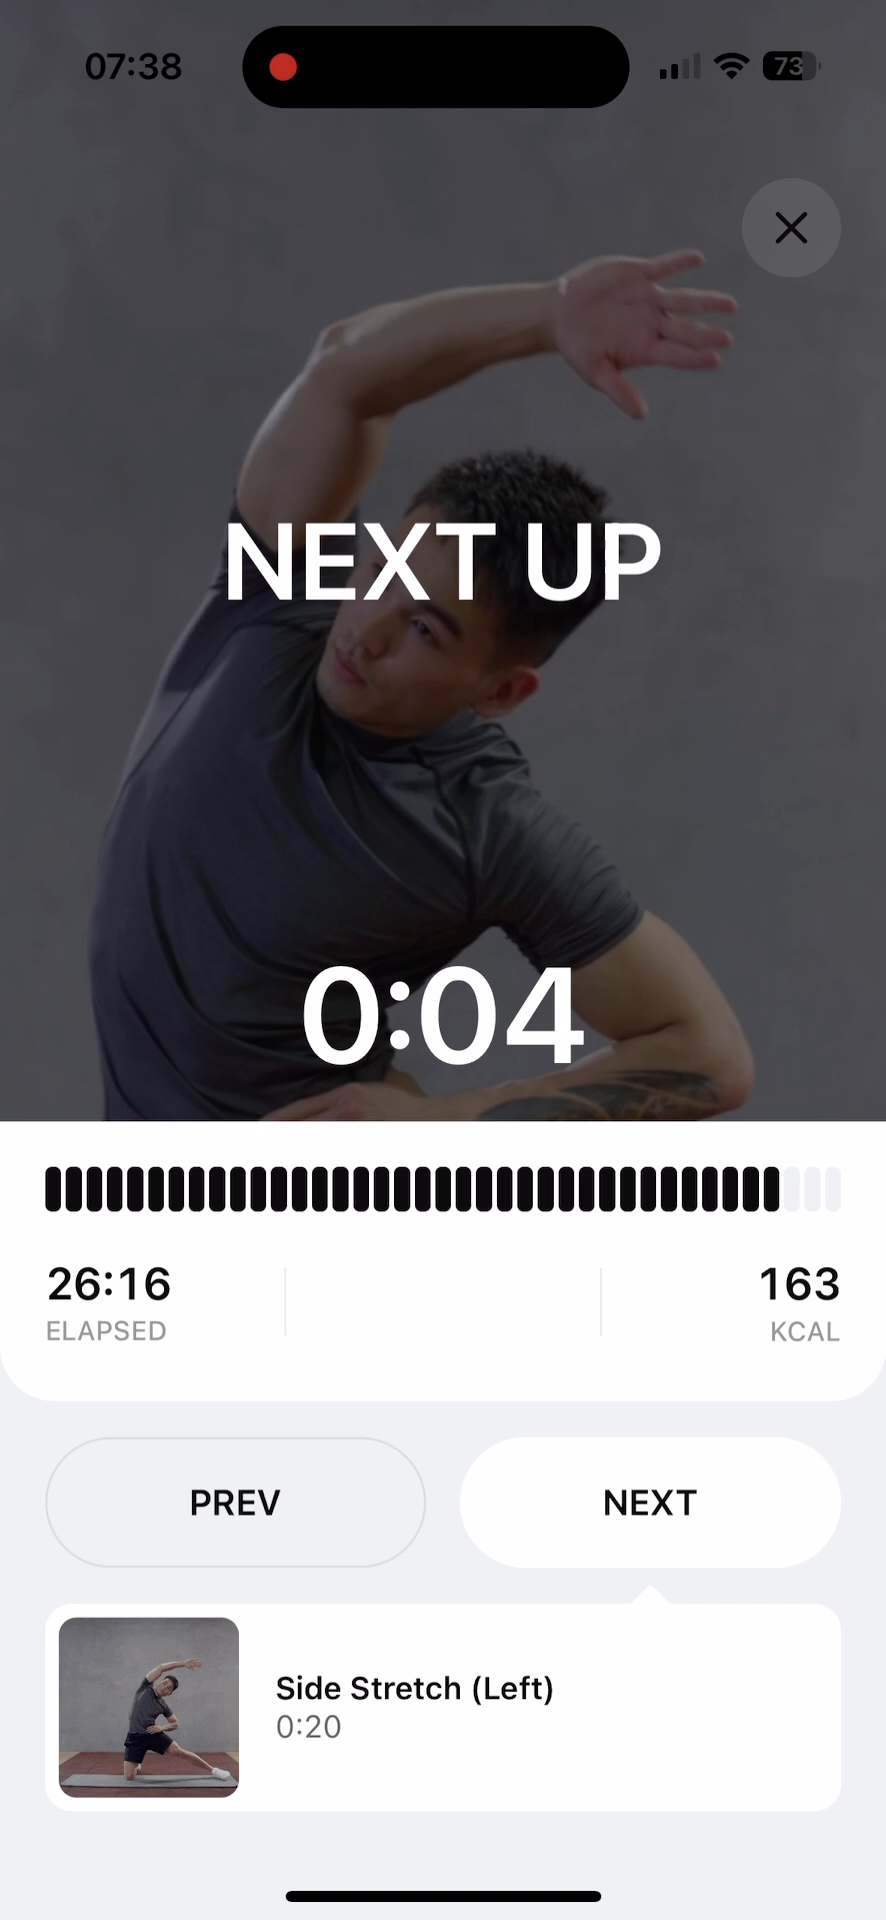 07:38
73
NEXT UP
0:04
26:16
ELAPSED
163
KCAL
PREV
NEXT
Side Stretch (Left)
0:20